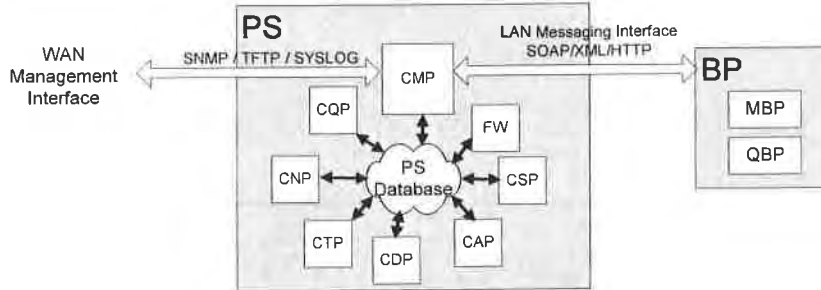 PS
LAN Messaging Interface
SOAP/XML/HTTP
WAN
Management
Interface
SNMP / TFTP / SYSLOG
CMP
BP
MBP
QBP
CQP
FW
PS
Database
CNP
CSP
CTP
CDP
CAP